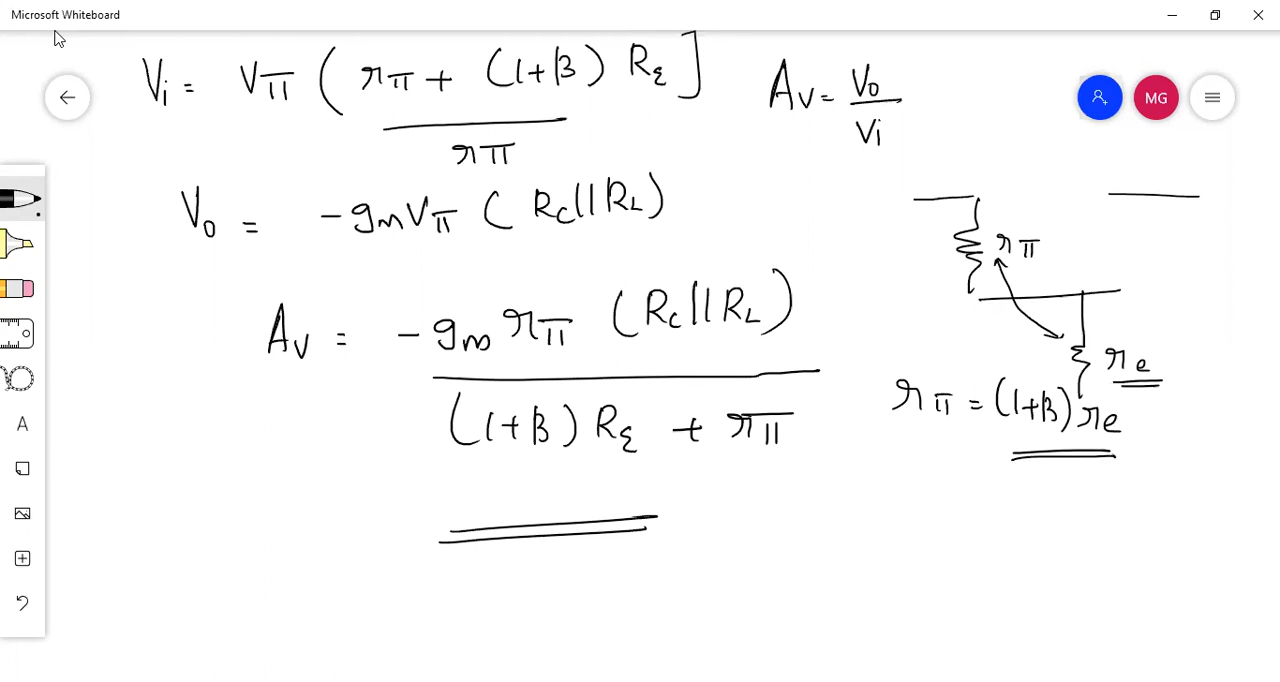 Microsoft Whiteboard
Vi = Vπ ( rπ + (1+β) RE ]
rπ
Av = Vo
Vi
MG
Vo = -gmVπ ( Rc||RL)
rπ
Av = -gm rπ (Rc||RL)
(1+β) RE + rπ
re
rπ = (1+β) re
A